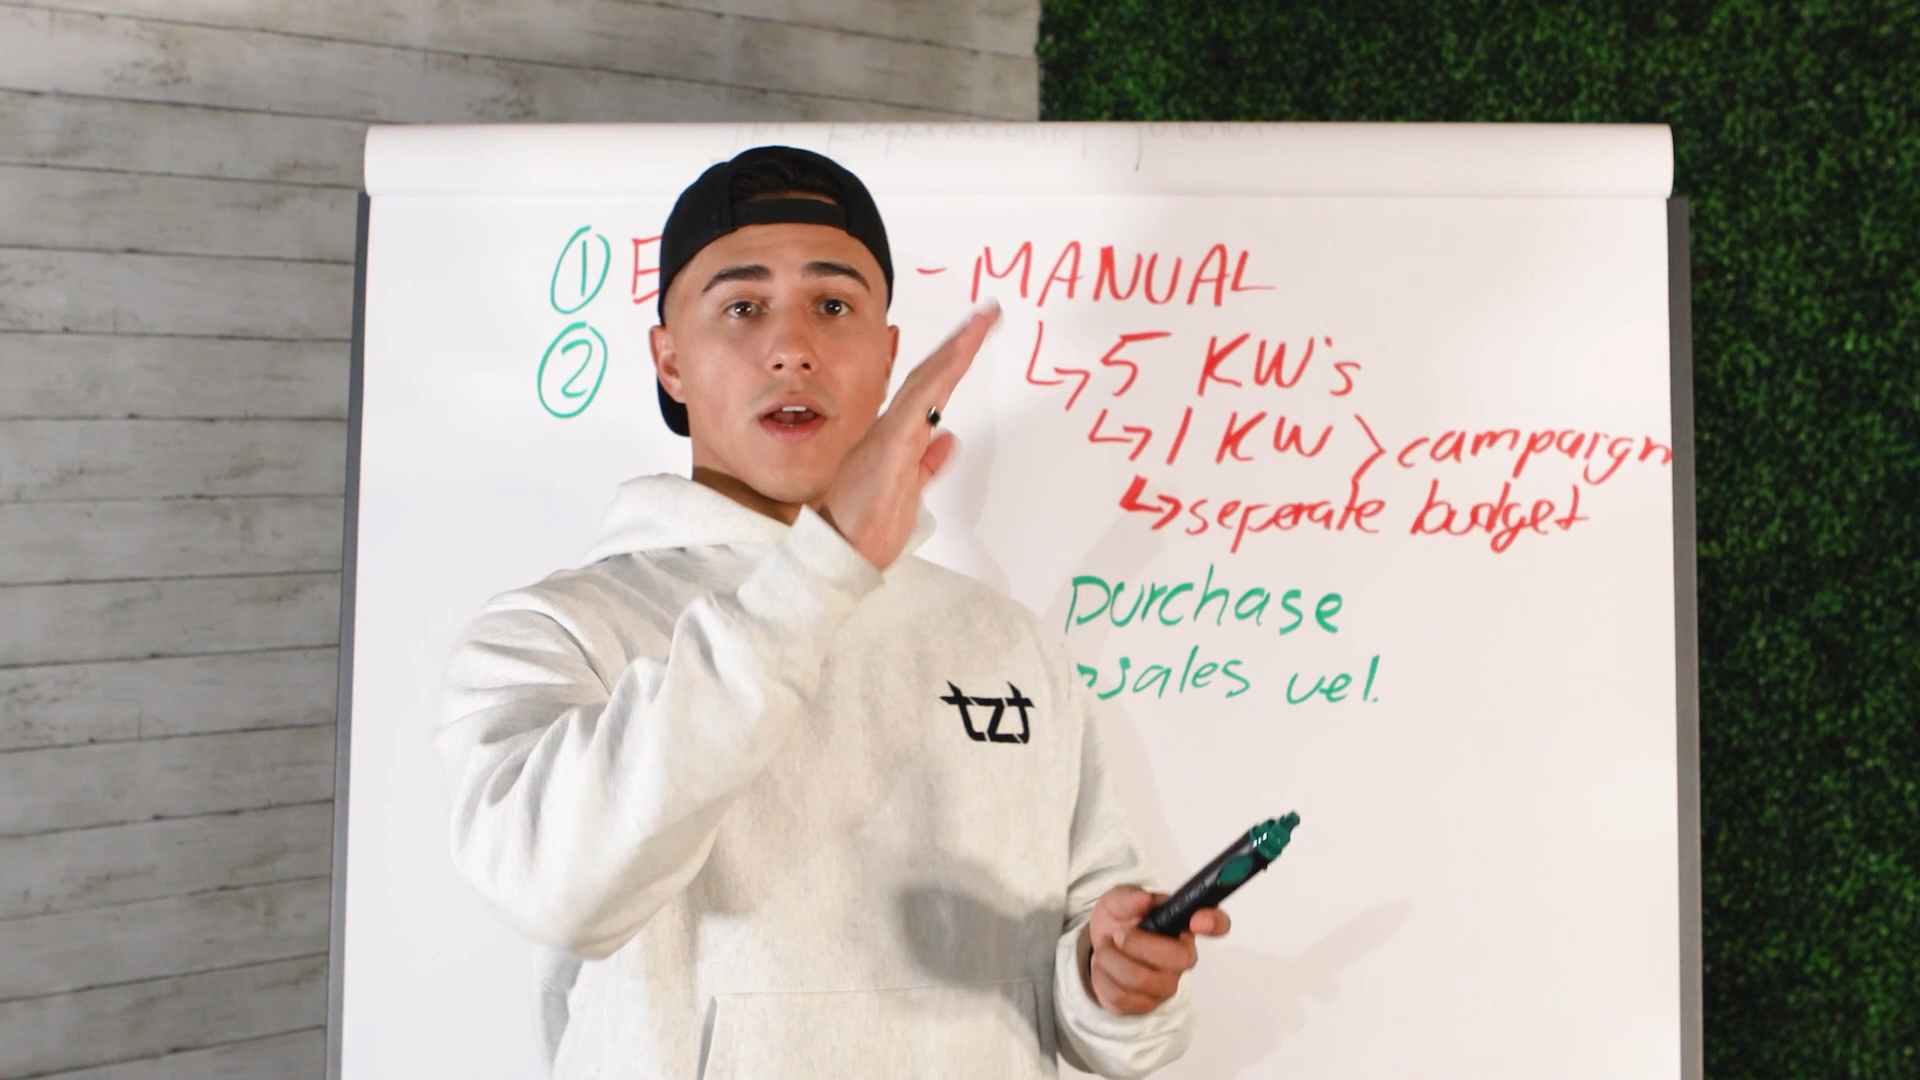 ① E - MANUAL
② ↳ 5 KW's
↳ 1 KW } campaign
↳ seperate budget
purchase
sales vel.
tzt